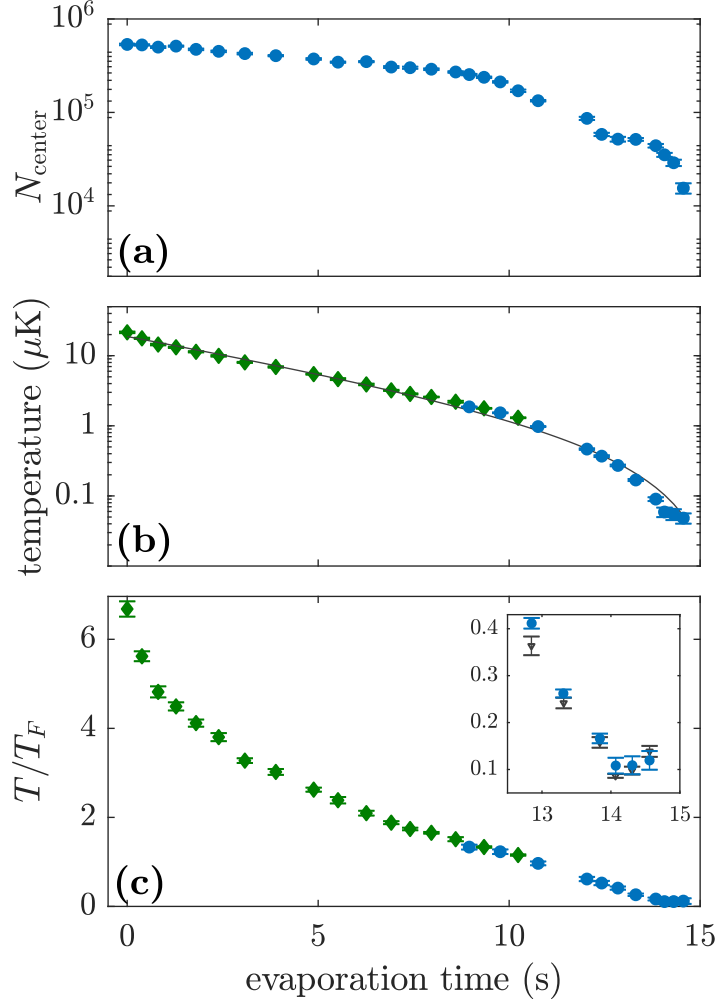 10^6
10^5
10^4
N_center
(a)
10
1
0.1
temperature (μK)
(b)
6
4
2
0
T/T_F
(c)
0.4
0.3
0.2
0.1
13 14 15
0 5 10 15
evaporation time (s)